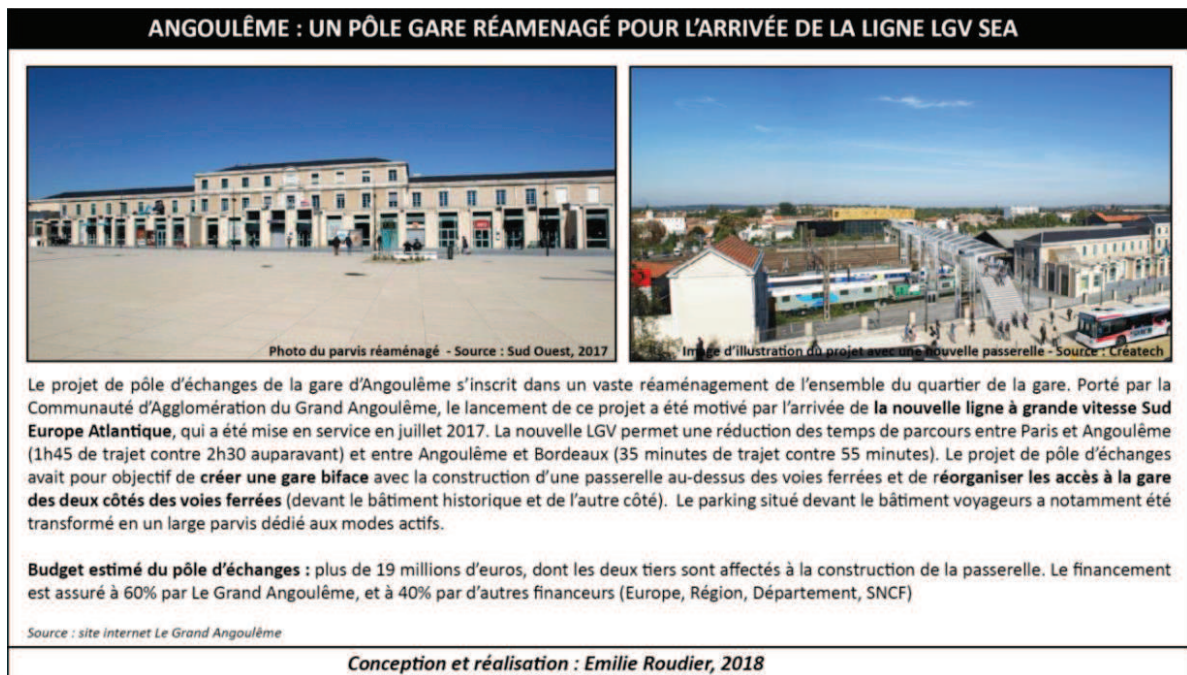 ANGOULÊME : UN PÔLE GARE RÉAMENAGÉ POUR L’ARRIVÉE DE LA LIGNE LGV SEA
Photo du parvis réaménagé - Source : Sud Ouest, 2017
Image d’illustration du projet avec une nouvelle passerelle - Source : Créatech
Le projet de pôle d’échanges de la gare d’Angoulême s’inscrit dans un vaste réaménagement de l’ensemble du quartier de la gare. Porté par la
Communauté d’Agglomération du Grand Angoulême, le lancement de ce projet a été motivé par l’arrivée de la nouvelle ligne à grande vitesse Sud
Europe Atlantique, qui a été mise en service en juillet 2017. La nouvelle LGV permet une réduction des temps de parcours entre Paris et Angoulême
(1h45 de trajet contre 2h30 auparavant) et entre Angoulême et Bordeaux (35 minutes de trajet contre 55 minutes). Le projet de pôle d’échanges
avait pour objectif de créer une gare biface avec la construction d’une passerelle au-dessus des voies ferrées et de réorganiser les accès à la gare
des deux côtés des voies ferrées (devant le bâtiment historique et de l’autre côté). Le parking situé devant le bâtiment voyageurs a notamment été
transformé en un large parvis dédié aux modes actifs.
Budget estimé du pôle d’échanges : plus de 19 millions d’euros, dont les deux tiers sont affectés à la construction de la passerelle. Le financement
est assuré à 60% par Le Grand Angoulême, et à 40% par d’autres financeurs (Europe, Région, Département, SNCF)
Source : site internet Le Grand Angoulême
Conception et réalisation : Emilie Roudier, 2018